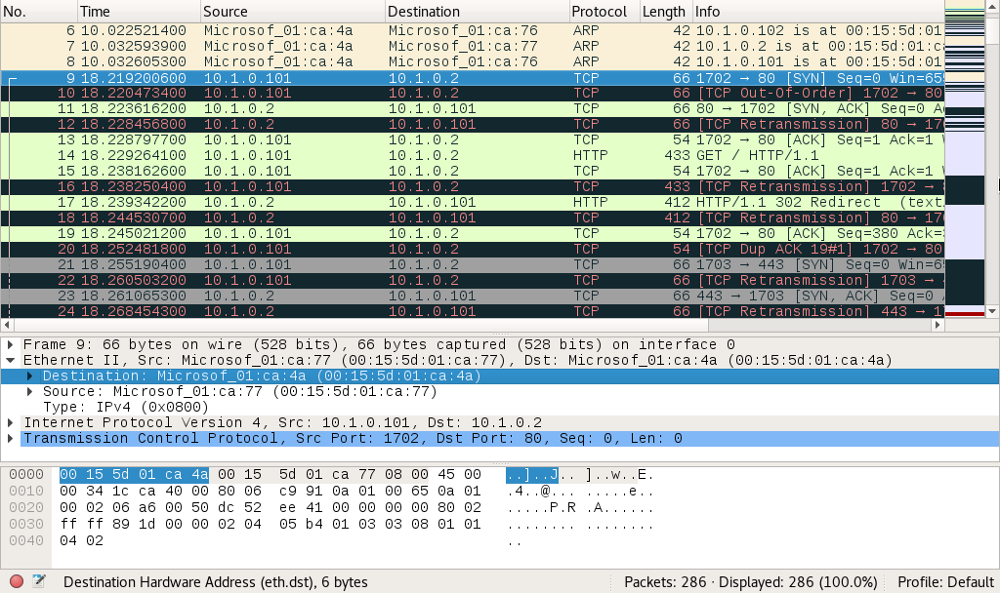 No. Time Source Destination Protocol Length Info
6 10.022521400 Microsof_01:ca:4a Microsof_01:ca:76 ARP 42 10.1.0.102 is at 00:15:5d:01
7 10.032593900 Microsof_01:ca:4a Microsof_01:ca:77 ARP 42 10.1.0.2 is at 00:15:5d:01:c
8 10.032605300 Microsof_01:ca:4a Microsof_01:ca:76 ARP 42 10.1.0.101 is at 00:15:5d:01
9 18.219200600 10.1.0.101 10.1.0.2 TCP 66 1702 → 80 [SYN] Seq=0 Win=655
10 18.220473400 10.1.0.101 10.1.0.2 TCP 66 [TCP Out-Of-Order] 1702 → 80
11 18.223616200 10.1.0.2 10.1.0.101 TCP 66 80 → 1702 [SYN, ACK] Seq=0 A
12 18.228456800 10.1.0.2 10.1.0.101 TCP 66 [TCP Retransmission] 80 → 170
13 18.228797700 10.1.0.101 10.1.0.2 TCP 54 1702 → 80 [ACK] Seq=1 Ack=1
14 18.229264100 10.1.0.101 10.1.0.2 HTTP 433 GET / HTTP/1.1
15 18.238162600 10.1.0.101 10.1.0.2 TCP 54 1702 → 80 [ACK] Seq=1 Ack=1
16 18.238250400 10.1.0.101 10.1.0.2 TCP 433 [TCP Retransmission] 1702 →
17 18.239342200 10.1.0.2 10.1.0.101 HTTP 412 HTTP/1.1 302 Redirect (text
18 18.244530700 10.1.0.2 10.1.0.101 TCP 412 [TCP Retransmission] 80 → 170
19 18.245021200 10.1.0.101 10.1.0.2 TCP 54 1702 → 80 [ACK] Seq=380 Ack=
20 18.252481800 10.1.0.101 10.1.0.2 TCP 54 [TCP Dup ACK 19#1] 1702 → 80
21 18.255190400 10.1.0.101 10.1.0.2 TCP 66 1703 → 443 [SYN] Seq=0 Win=65
22 18.260503200 10.1.0.101 10.1.0.2 TCP 66 [TCP Retransmission] 1703 →
23 18.261065300 10.1.0.2 10.1.0.101 TCP 66 443 → 1703 [SYN, ACK] Seq=0
24 18.268454300 10.1.0.2 10.1.0.101 TCP 66 [TCP Retransmission] 443 → 1
Frame 9: 66 bytes on wire (528 bits), 66 bytes captured (528 bits) on interface 0
Ethernet II, Src: Microsof_01:ca:77 (00:15:5d:01:ca:77), Dst: Microsof_01:ca:4a (00:15:5d:01:ca:4a)
Destination: Microsof_01:ca:4a (00:15:5d:01:ca:4a)
Source: Microsof_01:ca:77 (00:15:5d:01:ca:77)
Type: IPv4 (0x0800)
Internet Protocol Version 4, Src: 10.1.0.101, Dst: 10.1.0.2
Transmission Control Protocol, Src Port: 1702, Dst Port: 80, Seq: 0, Len: 0
0000 00 15 5d 01 ca 4a 00 15 5d 01 ca 77 08 00 45 00 ..]..J.. ]..w..E.
0010 00 34 1c ca 40 00 80 06 c9 91 0a 01 00 65 0a 01 .4..@... .....e..
0020 00 02 06 a6 00 50 dc 52 ee 41 00 00 00 00 80 02 .....P.R .A......
0030 ff ff 89 1d 00 00 02 04 05 b4 01 03 03 08 01 01 ........ ........
0040 04 02 ..
Destination Hardware Address (eth.dst), 6 bytes Packets: 286 · Displayed: 286 (100.0%) Profile: Default